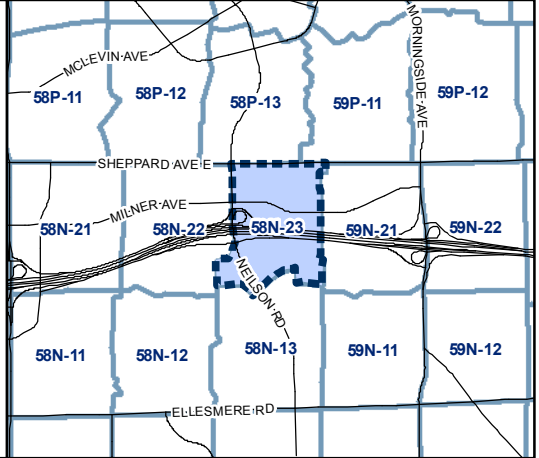 MCLEVIN AVE
MORNINGSIDE AVE
58P-11
58P-12
58P-13
59P-11
59P-12
SHEPPARD AVE E
MILNER AVE
58N-21
58N-22
58N-23
59N-21
59N-22
NEILSON RD
58N-11
58N-12
58N-13
59N-11
59N-12
ELLESMERE RD